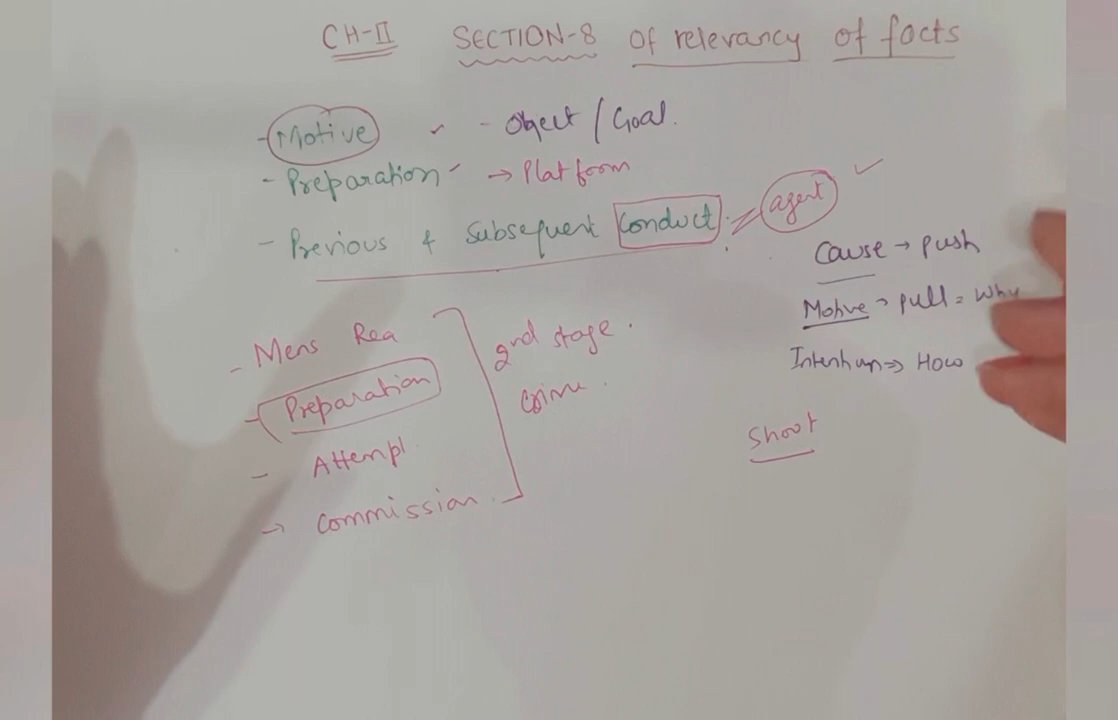 CH-II SECTION-8 Of relevancy of facts
- Motive ✓ - Object / Goal.
- Preparation ✓ → Platform
- Previous & Subsequent Conduct. = agent ✓
Cause → push
Motive → pull = Why
Intention => How
- Mens Rea
- Preparation
- Attempt
→ Commission.
2nd stage.
crime.
Shoot